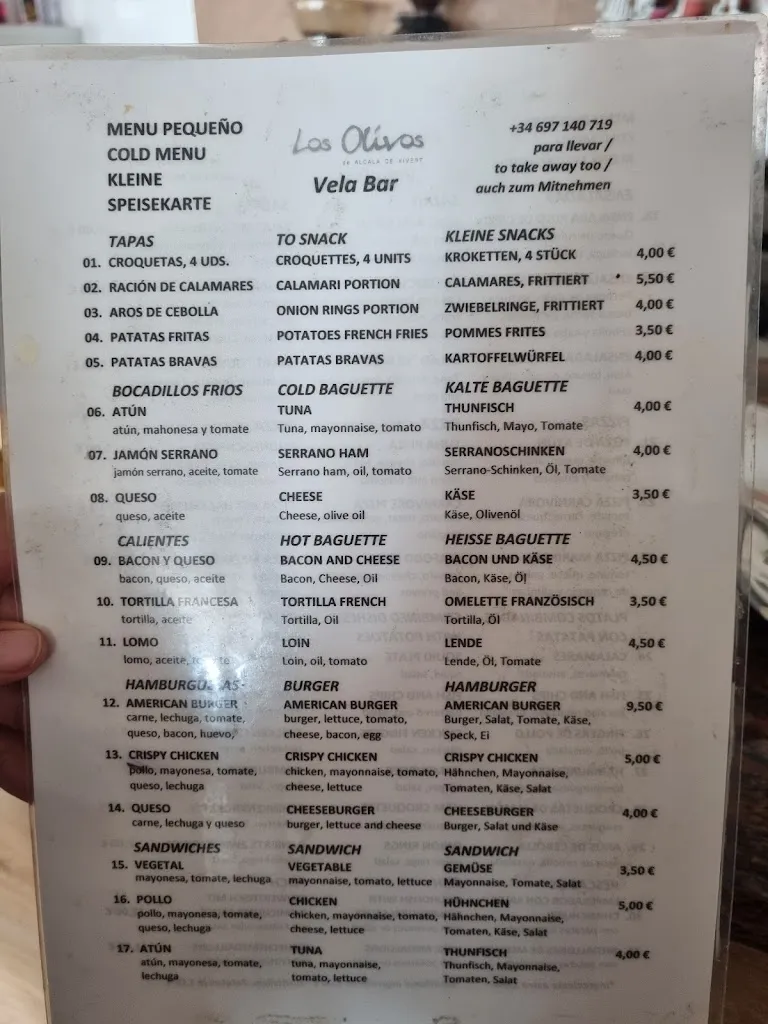 MENU PEQUEÑO
COLD MENU
KLEINE
SPEISEKARTE
Los Olivos
DE ALCALA DE XIVERT
Vela Bar
+34 697 140 719
para llevar /
to take away too /
auch zum Mitnehmen
TAPAS TO SNACK KLEINE SNACKS
01. CROQUETAS, 4 UDS. CROQUETTES, 4 UNITS KROKETTEN, 4 STÜCK 4,00 €
02. RACIÓN DE CALAMARES CALAMARI PORTION CALAMARES, FRITTIERT 5,50 €
03. AROS DE CEBOLLA ONION RINGS PORTION ZWIEBELRINGE, FRITTIERT 4,00 €
04. PATATAS FRITAS POTATOES FRENCH FRIES POMMES FRITES 3,50 €
05. PATATAS BRAVAS PATATAS BRAVAS KARTOFFELWÜRFEL 4,00 €
BOCADILLOS FRIOS COLD BAGUETTE KALTE BAGUETTE
06. ATÚN TUNA THUNFISCH 4,00 €
atún, mahonesa y tomate Tuna, mayonnaise, tomato Thunfisch, Mayo, Tomate
07. JAMÓN SERRANO SERRANO HAM SERRANOSCHINKEN 4,00 €
jamón serrano, aceite, tomate Serrano ham, oil, tomato Serrano-Schinken, Öl, Tomate
08. QUESO CHEESE KÄSE 3,50 €
queso, aceite Cheese, olive oil Käse, Olivenöl
CALIENTES HOT BAGUETTE HEISSE BAGUETTE
09. BACON Y QUESO BACON AND CHEESE BACON UND KÄSE 4,50 €
bacon, queso, aceite Bacon, Cheese, Oil Bacon, Käse, Öl
10. TORTILLA FRANCESA TORTILLA FRENCH OMELETTE FRANZÖSISCH 3,50 €
tortilla, aceite Tortilla, Oil Tortilla, Öl
11. LOMO LOIN LENDE 4,50 €
lomo, aceite, tomate Loin, oil, tomato Lende, Öl, Tomate
HAMBURGUESAS- BURGER HAMBURGER
12. AMERICAN BURGER AMERICAN BURGER AMERICAN BURGER 9,50 €
carne, lechuga, tomate, burger, lettuce, tomato, Burger, Salat, Tomate, Käse,
queso, bacon, huevo, cheese, bacon, egg Speck, Ei
13. CRISPY CHICKEN CRISPY CHICKEN CRISPY CHICKEN 5,00 €
pollo, mayonesa, tomate, chicken, mayonnaise, tomato, Hähnchen, Mayonnaise,
queso, lechuga cheese, lettuce Tomaten, Käse, Salat
14. QUESO CHEESEBURGER CHEESEBURGER 4,00 €
carne, lechuga y queso burger, lettuce and cheese Burger, Salat und Käse
SANDWICHES SANDWICH SANDWICH
15. VEGETAL VEGETABLE GEMÜSE 3,50 €
mayonesa, tomate, lechuga mayonnaise, tomato, lettuce Mayonnaise, Tomate, Salat
16. POLLO CHICKEN HÜHNCHEN 5,00 €
pollo, mayonesa, tomate, chicken, mayonnaise, tomato, Hähnchen, Mayonnaise,
queso, lechuga cheese, lettuce Tomaten, Käse, Salat
17. ATÚN TUNA THUNFISCH 4,00 €
atún, mayonesa, tomate, tuna, mayonnaise, Thunfisch, Mayonnaise,
lechuga tomato, lettuce Tomaten, Salat